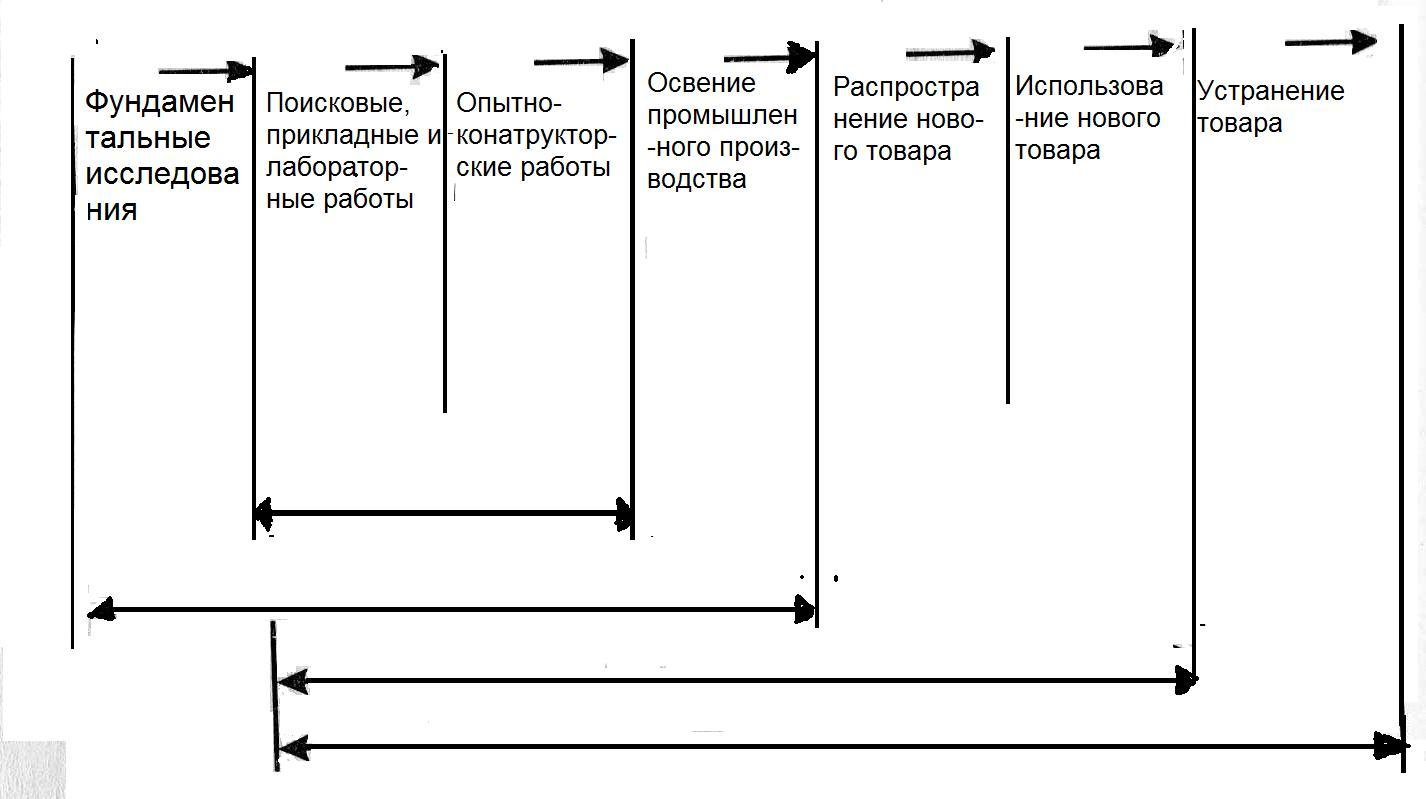 Фундамен
тальные
исследова
ния
Поисковые,
прикладные и
лаборатор-
ные работы
Опытно-
конатруктор-
ские работы
Освение
промышлен
-ного произ-
водства
Распростра
нение ново-
го товара
Использова
-ние нового
товара
Устранение
товара